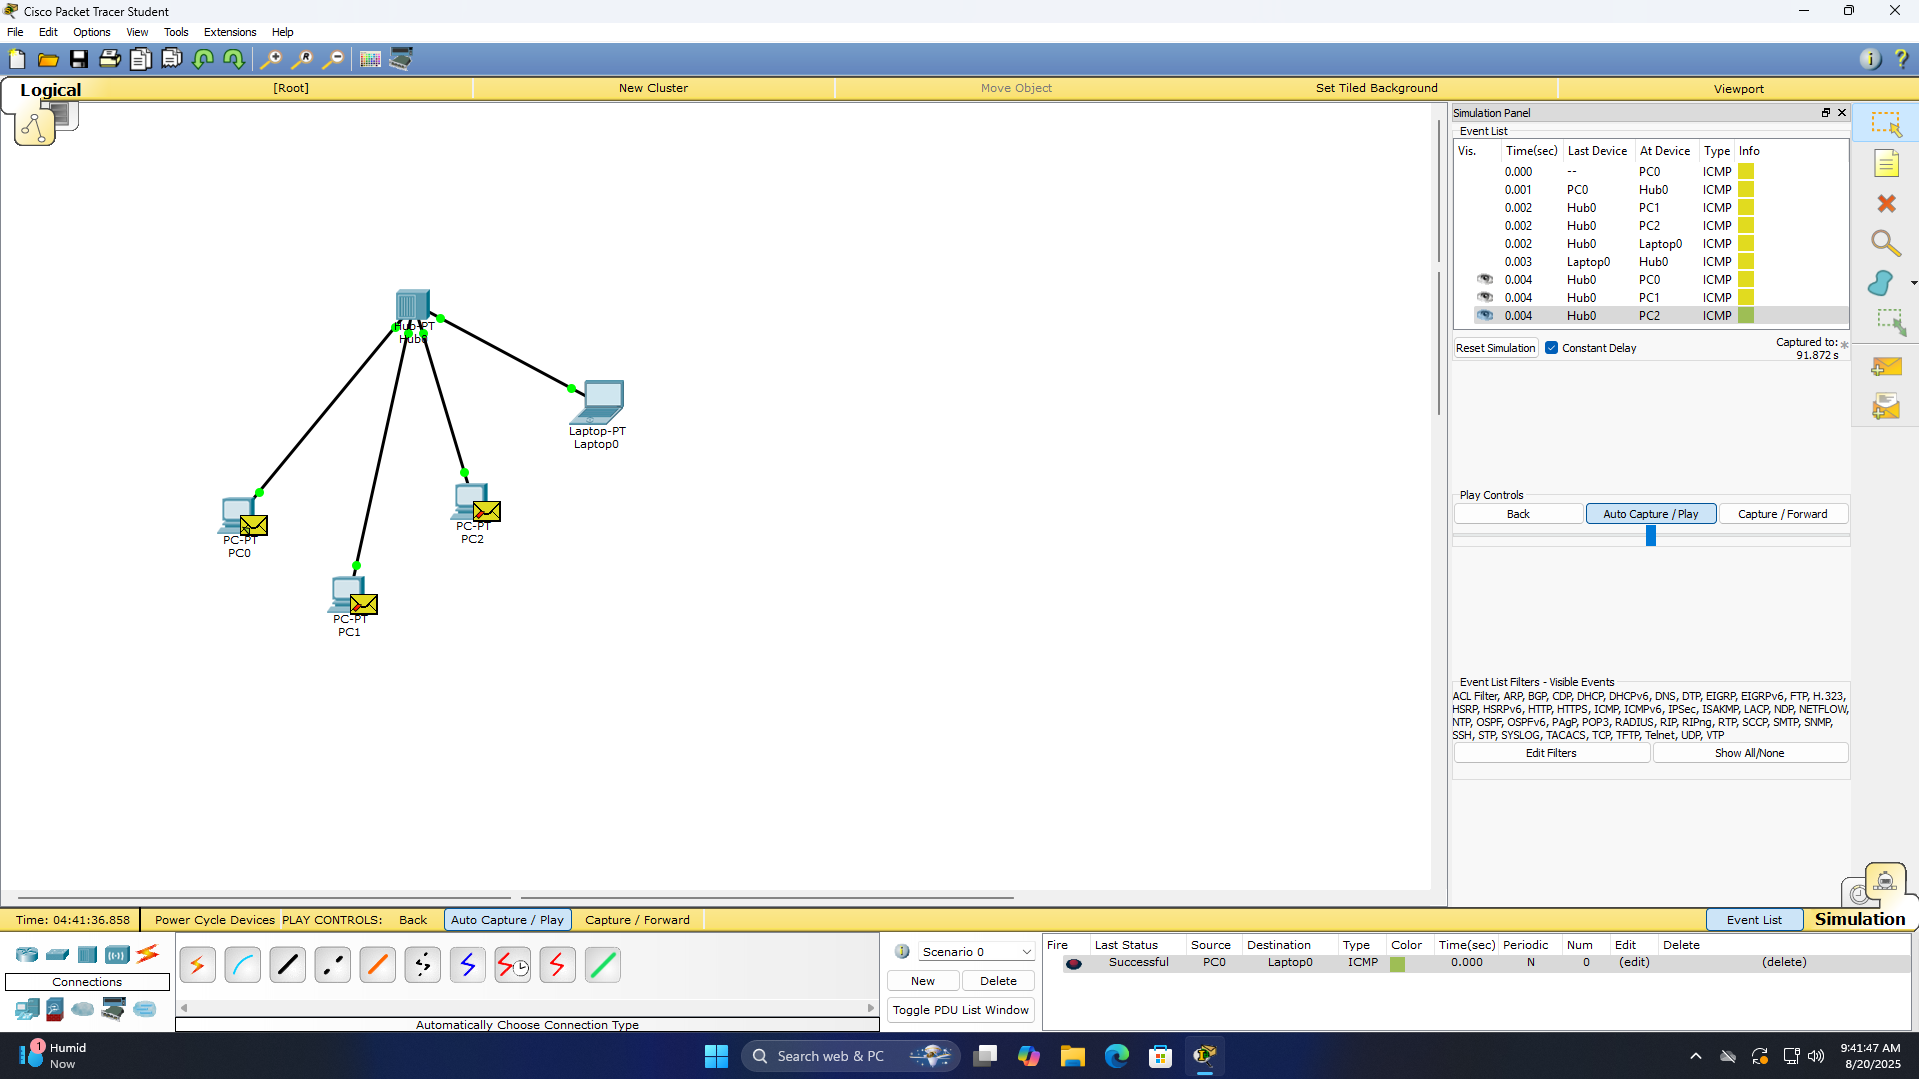 Cisco Packet Tracer Student
File Edit Options View Tools Extensions Help
Logical [Root] New Cluster Move Object Set Tiled Background Viewport
Simulation Panel
Event List
Vis. Time(sec) Last Device At Device Type Info
0.000 -- PC0 ICMP
0.001 PC0 Hub0 ICMP
0.002 Hub0 PC1 ICMP
0.002 Hub0 PC2 ICMP
0.002 Hub0 Laptop0 ICMP
0.003 Laptop0 Hub0 ICMP
0.004 Hub0 PC0 ICMP
0.004 Hub0 PC1 ICMP
0.004 Hub0 PC2 ICMP
Reset Simulation Constant Delay Captured to: *
91.872 s
Hub-PT
Hub0
Laptop-PT
Laptop0
PC-PT
PC2
PC-PT
PC0
PC-PT
PC1
Play Controls
Back Auto Capture / Play Capture / Forward
Event List Filters - Visible Events
ACL Filter, ARP, BGP, CDP, DHCP, DHCPv6, DNS, DTP, EIGRP, EIGRPv6, FTP, H.323,
HSRP, HSRPv6, HTTP, HTTPS, ICMP, ICMPv6, IPSec, ISAKMP, LACP, NDP, NETFLOW,
NTP, OSPF, OSPFv6, PAgP, POP3, RADIUS, RIP, RIPng, RTP, SCCP, SMTP, SNMP,
SSH, STP, SYSLOG, TACACS, TCP, TFTP, Telnet, UDP, VTP
Edit Filters Show All/None
Time: 04:41:36.858 Power Cycle Devices PLAY CONTROLS: Back Auto Capture / Play Capture / Forward Event List Simulation
Connections
Automatically Choose Connection Type
Scenario 0
New Delete
Toggle PDU List Window
Fire Last Status Source Destination Type Color Time(sec) Periodic Num Edit Delete
Successful PC0 Laptop0 ICMP 0.000 N 0 (edit) (delete)
1 Humid
Now
Search web & PC
9:41:47 AM
8/20/2025